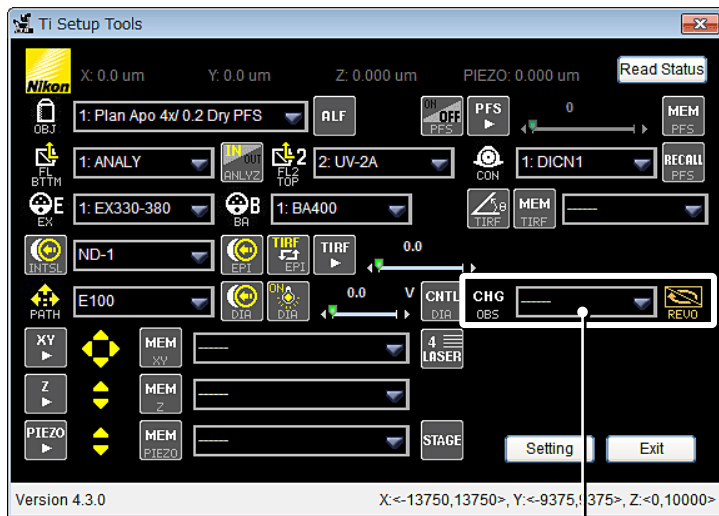 Ti Setup Tools
Nikon X: 0.0 um Y: 0.0 um Z: 0.000 um PIEZO: 0.000 um Read Status
OBJ 1: Plan Apo 4x/ 0.2 Dry PFS ALF ON OFF PFS PFS 0 MEM PFS
FL BTTM 1: ANALY IN OUT ANLYZ 2 FL2 TOP 2: UV-2A CON 1: DICN1 RECALL PFS
E EX 1: EX330-380 B BA 1: BA400 θ TIRF MEM TIRF -----
INTSL ND-1 EPI TIRF EPI TIRF 0.0
PATH E100 DIA ON DIA 0.0 V CNTL DIA CHG OBS ----- REVO
XY MEM XY ----- 4 LASER
Z MEM Z -----
PIEZO MEM PIEZO ----- STAGE Setting Exit
Version 4.3.0 X:<-13750,13750>, Y:<-9375,9375>, Z:<0,10000>